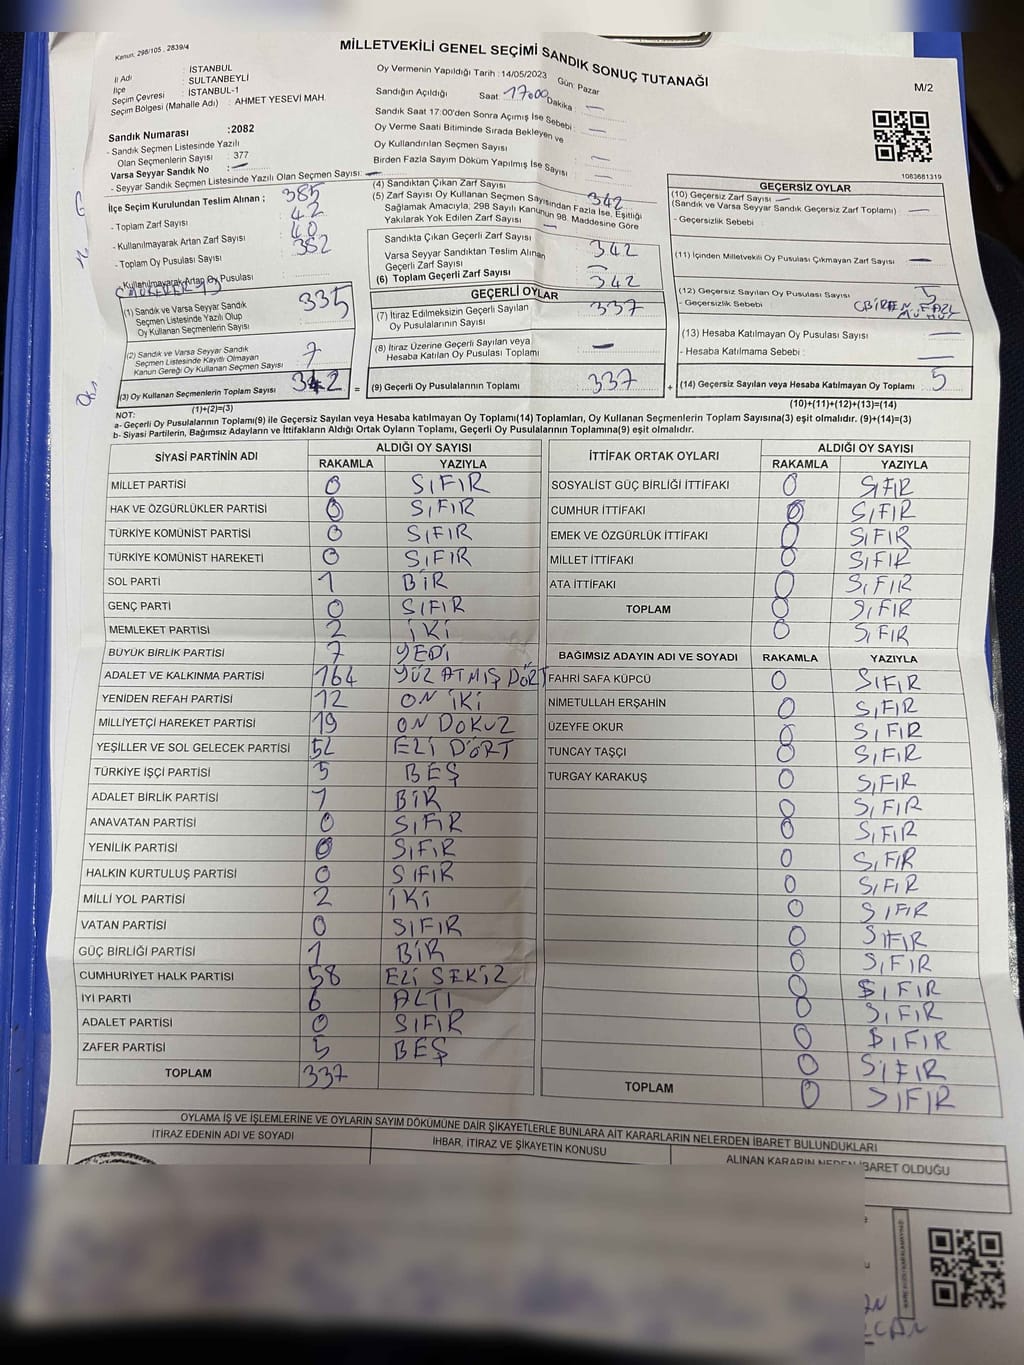 Kanun: 298/105 , 2839/4
MİLLETVEKİLİ GENEL SEÇİMİ SANDIK SONUÇ TUTANAĞI
M/2
İl Adı : İSTANBUL
İlçe : SULTANBEYLİ
Seçim Çevresi : İSTANBUL-1
Seçim Bölgesi (Mahalle Adı) : AHMET YESEVİ MAH.
Sandık Numarası :2082
- Sandık Seçmen Listesinde Yazılı
Olan Seçmenlerin Sayısı : 377
Varsa Seyyar Sandık No : —
- Seyyar Sandık Seçmen Listesinde Yazılı Olan Seçmen Sayısı: —
Oy Vermenin Yapıldığı Tarih : 14/05/2023 Gün: Pazar
Sandığın Açıldığı Saat: 17:00 Dakika : —
Sandık Saat 17:00'den Sonra Açımış İse Sebebi : —
Oy Verme Saati Bitiminde Sırada Bekleyen ve
Oy Kullandırılan Seçmen Sayısı —
Birden Fazla Sayım Döküm Yapılmış İse Sayısı : —
1083681319
İlçe Seçim Kurulundan Teslim Alınan ;
- Toplam Zarf Sayısı 385
- Kullanılmayarak Artan Zarf Sayısı 42
- Toplam Oy Pusulası Sayısı
- Kullanılmayarak Artan Oy Pusulası
(4) Sandıktan Çıkan Zarf Sayısı 342
(5) Zarf Sayısı Oy Kullanan Seçmen Sayısından Fazla İse, Eşitliği
Sağlamak Amacıyla, 298 Sayılı Kanunun 98. Maddesine Göre
Yakılarak Yok Edilen Zarf Sayısı —
Sandıkta Çıkan Geçerli Zarf Sayısı 342
Varsa Seyyar Sandıktan Teslim Alınan
Geçerli Zarf Sayısı —
(6) Toplam Geçerli Zarf Sayısı 342
GEÇERSİZ OYLAR
(10) Geçersiz Zarf Sayısı —
(Sandık ve Varsa Seyyar Sandık Geçersiz Zarf Toplamı) —
- Geçersizlik Sebebi :
(11) İçinden Milletvekili Oy Pusulası Çıkmayan Zarf Sayısı —
(12) Geçersiz Sayılan Oy Pusulası Sayısı 5
- Geçersizlik Sebebi :
(13) Hesaba Katılmayan Oy Pusulası Sayısı —
- Hesaba Katılmama Sebebi : —
(14) Geçersiz Sayılan veya Hesaba Katılmayan Oy Toplamı 5
(10)+(11)+(12)+(13)=(14)
(1) Sandık ve Varsa Seyyar Sandık
Seçmen Listesinde Yazılı Olup
Oy Kullanan Seçmenlerin Sayısı 335
(2) Sandık ve Varsa Seyyar Sandık
Seçmen Listesinde Kayıtlı Olmayan
Kanun Gereği Oy Kullanan Seçmen Sayısı 7
(3) Oy Kullanan Seçmenlerin Toplam Sayısı 342 =
(1)+(2)=(3)
GEÇERLİ OYLAR
(7) İtiraz Edilmeksizin Geçerli Sayılan
Oy Pusulalarının Sayısı 337
(8) İtiraz Üzerine Geçerli Sayılan veya
Hesaba Katılan Oy Pusulası Toplamı —
(9) Geçerli Oy Pusulalarının Toplamı 337 +
NOT:
a- Geçerli Oy Pusulalarının Toplamı(9) ile Geçersiz Sayılan veya Hesaba katılmayan Oy Toplamı(14) Toplamları, Oy Kullanan Seçmenlerin Toplam Sayısına(3) eşit olmalıdır. (9)+(14)=(3)
b- Siyasi Partilerin, Bağımsız Adayların ve İttifakların Aldığı Ortak Oyların Toplamı, Geçerli Oy Pusulalarının Toplamına(9) eşit olmalıdır.
SİYASİ PARTİNİN ADI ALDIĞI OY SAYISI
RAKAMLA YAZIYLA
MİLLET PARTİSİ 0 SIFIR
HAK VE ÖZGÜRLÜKLER PARTİSİ 0 SIFIR
TÜRKİYE KOMÜNİST PARTİSİ 0 SIFIR
TÜRKİYE KOMÜNİST HAREKETİ 0 SIFIR
SOL PARTİ 1 BİR
GENÇ PARTİ 0 SIFIR
MEMLEKET PARTİSİ 2 İKİ
BÜYÜK BİRLİK PARTİSİ 7 YEDİ
ADALET VE KALKINMA PARTİSİ 164 YÜZ ATMIŞ DÖRT
YENİDEN REFAH PARTİSİ 12 ON İKİ
MİLLİYETÇİ HAREKET PARTİSİ 19 ON DOKUZ
YEŞİLLER VE SOL GELECEK PARTİSİ 54 ELİ DÖRT
TÜRKİYE İŞÇİ PARTİSİ 5 BEŞ
ADALET BİRLİK PARTİSİ 1 BİR
ANAVATAN PARTİSİ 0 SIFIR
YENİLİK PARTİSİ 0 SIFIR
HALKIN KURTULUŞ PARTİSİ 0 SIFIR
MİLLİ YOL PARTİSİ 2 İKİ
VATAN PARTİSİ 0 SIFIR
GÜÇ BİRLİĞİ PARTİSİ 1 BİR
CUMHURİYET HALK PARTİSİ 58 ELİ SEKİZ
İYİ PARTİ 6 ALTI
ADALET PARTİSİ 0 SIFIR
ZAFER PARTİSİ 5 BEŞ
TOPLAM 337
İTTİFAK ORTAK OYLARI ALDIĞI OY SAYISI
RAKAMLA YAZIYLA
SOSYALİST GÜÇ BİRLİĞİ İTTİFAKI 0 SIFIR
CUMHUR İTTİFAKI 0 SIFIR
EMEK VE ÖZGÜRLÜK İTTİFAKI 0 SIFIR
MİLLET İTTİFAKI 0 SIFIR
ATA İTTİFAKI 0 SIFIR
TOPLAM 0 SIFIR
0 SIFIR
BAĞIMSIZ ADAYIN ADI VE SOYADI RAKAMLA YAZIYLA
FAHRİ SAFA KÜPCÜ 0 SIFIR
NİMETULLAH ERŞAHİN 0 SIFIR
ÜZEYFE OKUR 0 SIFIR
TUNCAY TAŞÇI 0 SIFIR
TURGAY KARAKUŞ 0 SIFIR
0 SIFIR
0 SIFIR
0 SIFIR
0 SIFIR
0 SIFIR
0 SIFIR
0 SIFIR
0 SIFIR
0 SIFIR
0 SIFIR
0 SIFIR
TOPLAM 0 SIFIR
OYLAMA İŞ VE İŞLEMLERİNE VE OYLARIN SAYIM DÖKÜMÜNE DAİR ŞİKAYETLERLE BUNLARA AİT KARARLARIN NELERDEN İBARET BULUNDUKLARI
İTİRAZ EDENİN ADI VE SOYADI İHBAR, İTİRAZ VE ŞİKAYETİN KONUSU ALINAN KARARIN NEDEN İBARET OLDUĞU